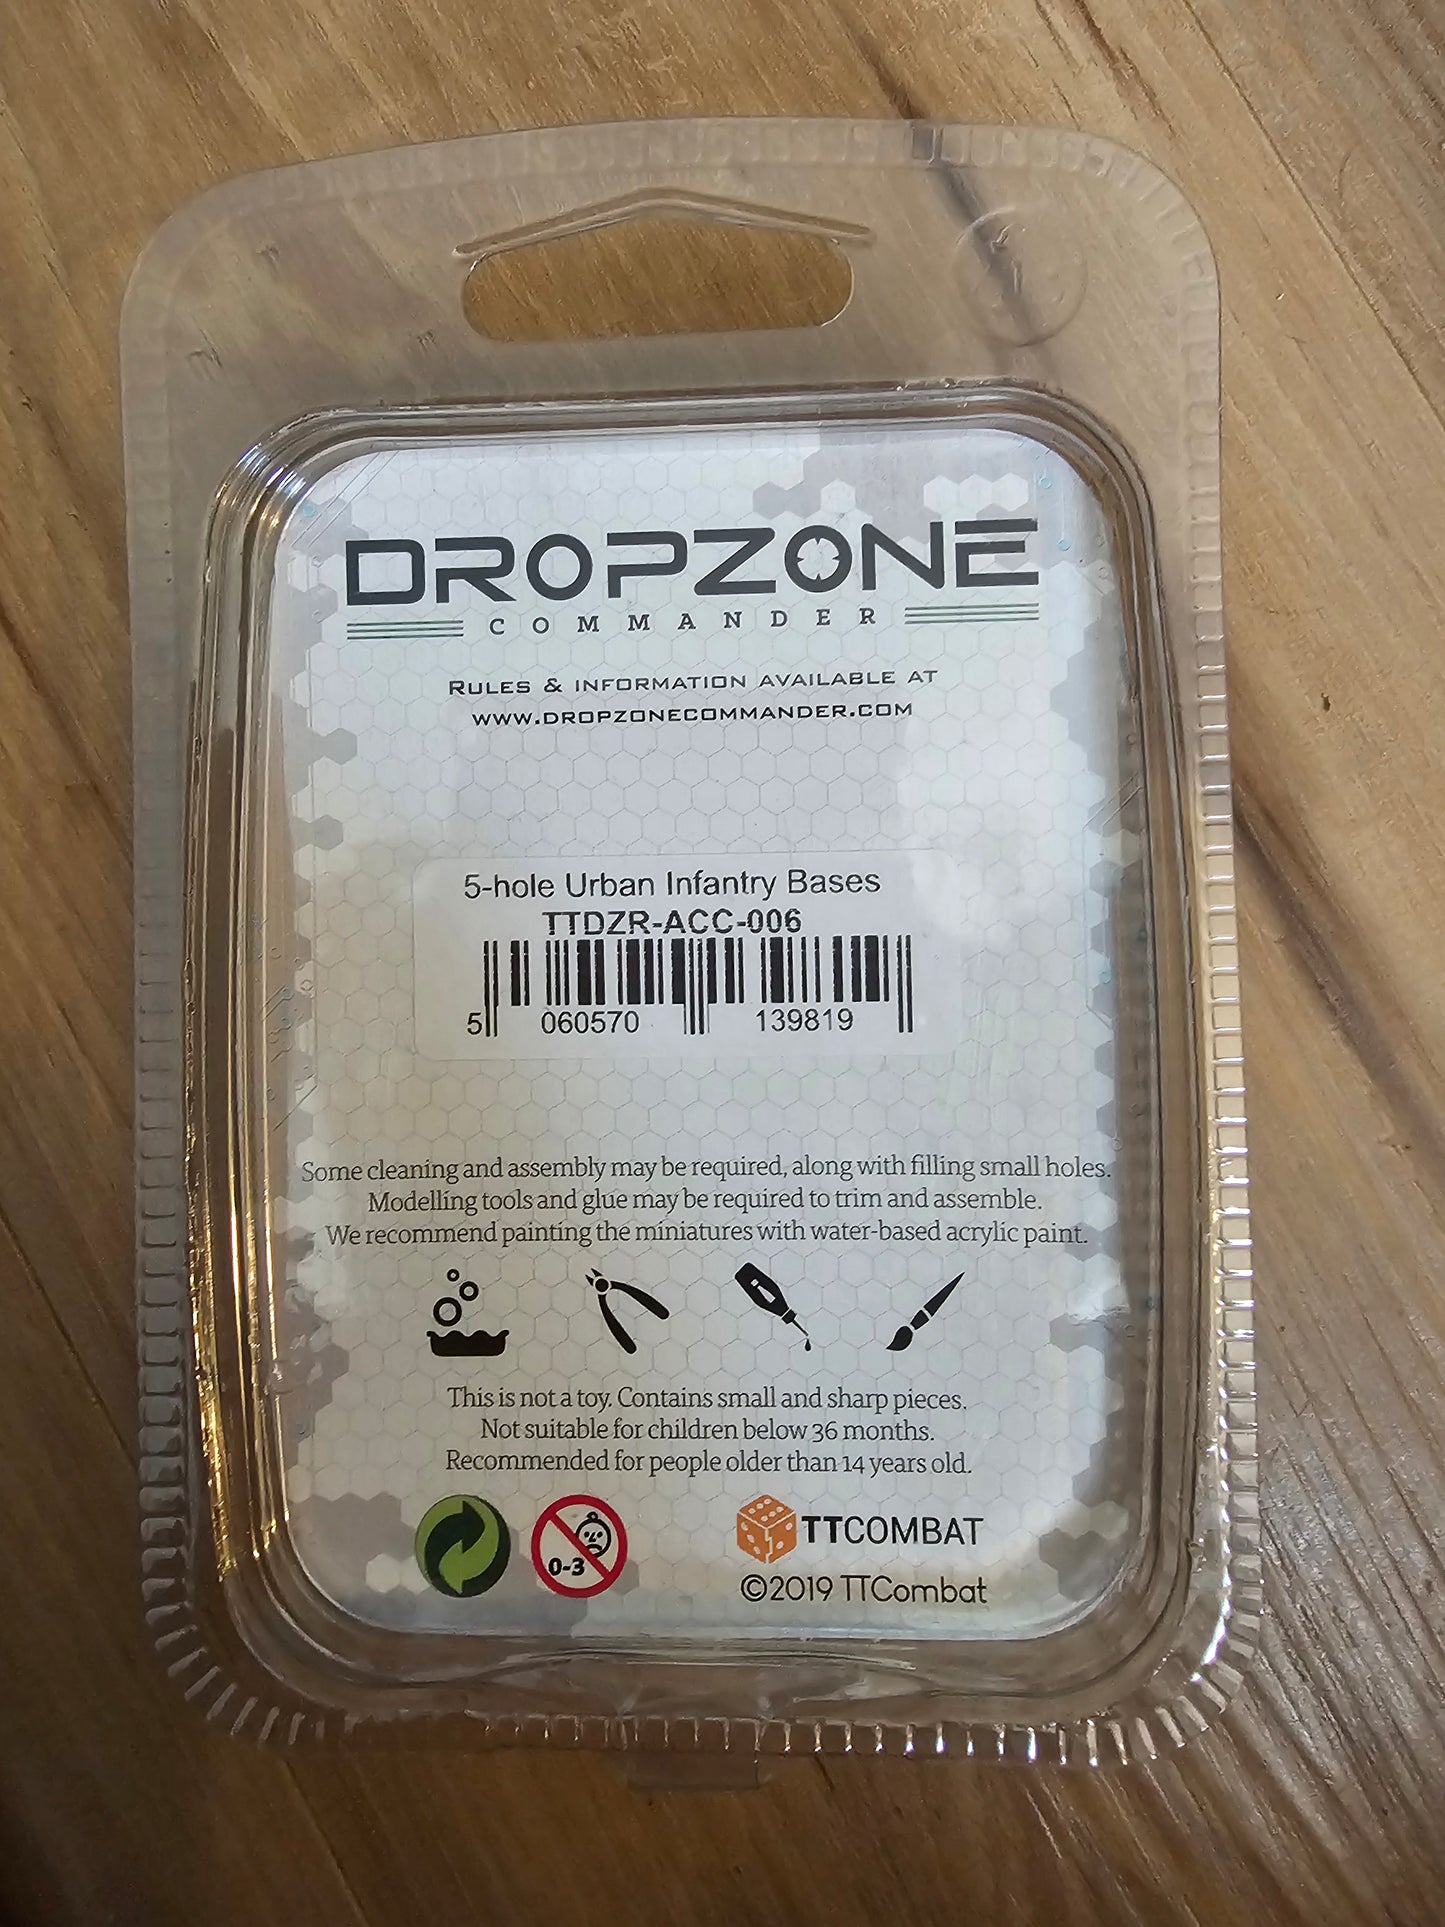 DROPZONE
COMMANDER
RULES & INFORMATION AVAILABLE AT
WWW.DROPZONECOMMANDER.COM
5-hole Urban Infantry Bases
TTDZR-ACC-006
5 060570 139819
Some cleaning and assembly may be required, along with filling small holes.
Modelling tools and glue may be required to trim and assemble.
We recommend painting the miniatures with water-based acrylic paint.
This is not a toy. Contains small and sharp pieces.
Not suitable for children below 36 months.
Recommended for people older than 14 years old.
0-3
TTCOMBAT
©2019 TTCombat